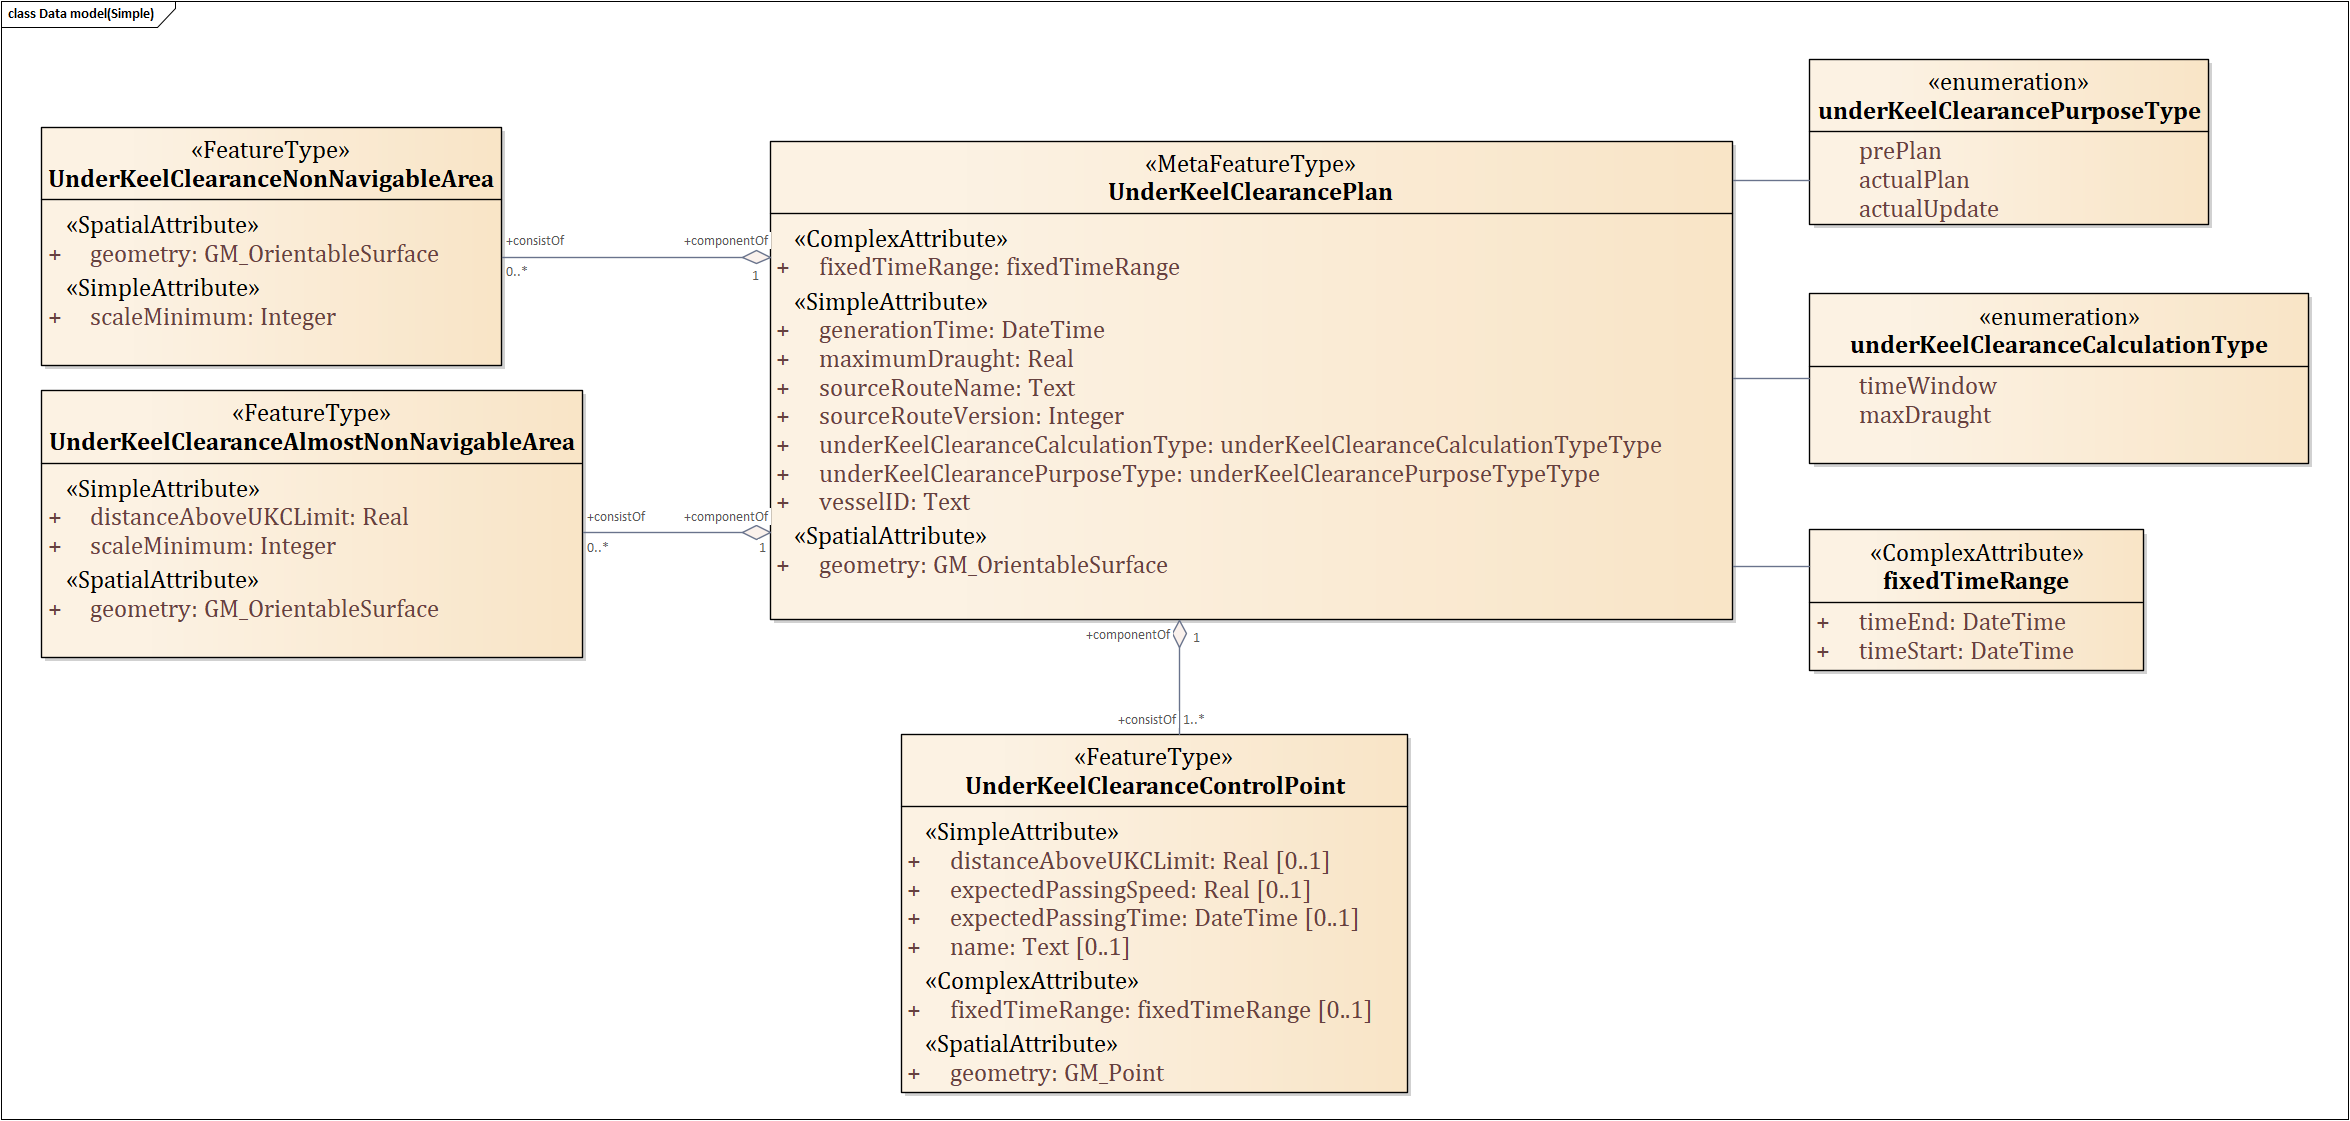 class Data model(Simple)
«FeatureType»
UnderKeelClearanceNonNavigableArea
«SpatialAttribute»
+ geometry: GM_OrientableSurface
«SimpleAttribute»
+ scaleMinimum: Integer
+consistOf
0..*
+componentOf
1
«FeatureType»
UnderKeelClearanceAlmostNonNavigableArea
«SimpleAttribute»
+ distanceAboveUKCLimit: Real
+ scaleMinimum: Integer
«SpatialAttribute»
+ geometry: GM_OrientableSurface
+consistOf
0..*
+componentOf
1
«MetaFeatureType»
UnderKeelClearancePlan
«ComplexAttribute»
+ fixedTimeRange: fixedTimeRange
«SimpleAttribute»
+ generationTime: DateTime
+ maximumDraught: Real
+ sourceRouteName: Text
+ sourceRouteVersion: Integer
+ underKeelClearanceCalculationType: underKeelClearanceCalculationTypeType
+ underKeelClearancePurposeType: underKeelClearancePurposeTypeType
+ vesselID: Text
«SpatialAttribute»
+ geometry: GM_OrientableSurface
«enumeration»
underKeelClearancePurposeType
prePlan
actualPlan
actualUpdate
«enumeration»
underKeelClearanceCalculationType
timeWindow
maxDraught
«ComplexAttribute»
fixedTimeRange
+ timeEnd: DateTime
+ timeStart: DateTime
+componentOf
1
+consistOf
1..*
«FeatureType»
UnderKeelClearanceControlPoint
«SimpleAttribute»
+ distanceAboveUKCLimit: Real [0..1]
+ expectedPassingSpeed: Real [0..1]
+ expectedPassingTime: DateTime [0..1]
+ name: Text [0..1]
«ComplexAttribute»
+ fixedTimeRange: fixedTimeRange [0..1]
«SpatialAttribute»
+ geometry: GM_Point